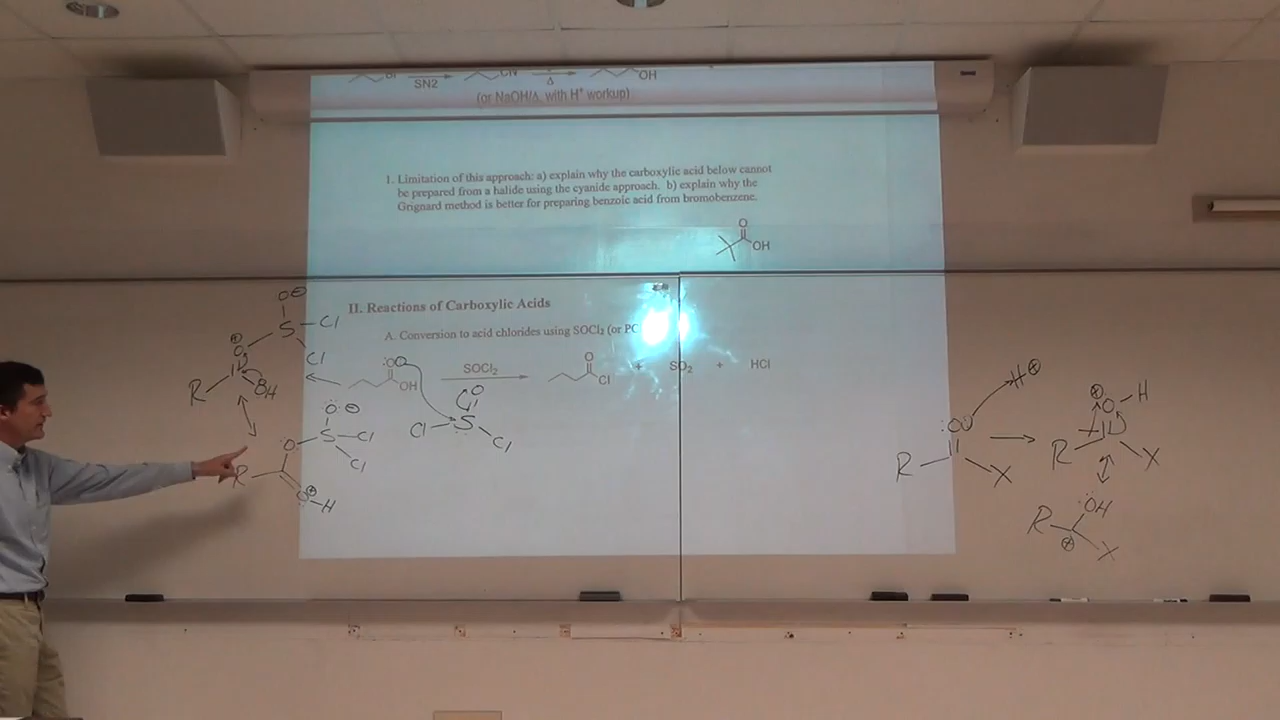 SN2
OH
(or NaOH/Δ, with H⁺ workup)
1. Limitation of this approach: a) explain why the carboxylic acid below cannot
be prepared from a halide using the cyanide approach. b) explain why the
Grignard method is better for preparing benzoic acid from bromobenzene.
O
OH
II. Reactions of Carboxylic Acids
A. Conversion to acid chlorides using SOCl₂ (or PC
O
OH
SOCl₂
O
Cl
+ SO₂ + HCl
O⊖
S Cl
Cl
⊕
O
R OH
O ⊖
O S Cl
Cl
R
⊕
O H
O
Cl S Cl
H⊕
O
R X
⊕
O H
R X
OH
R
⊕ X